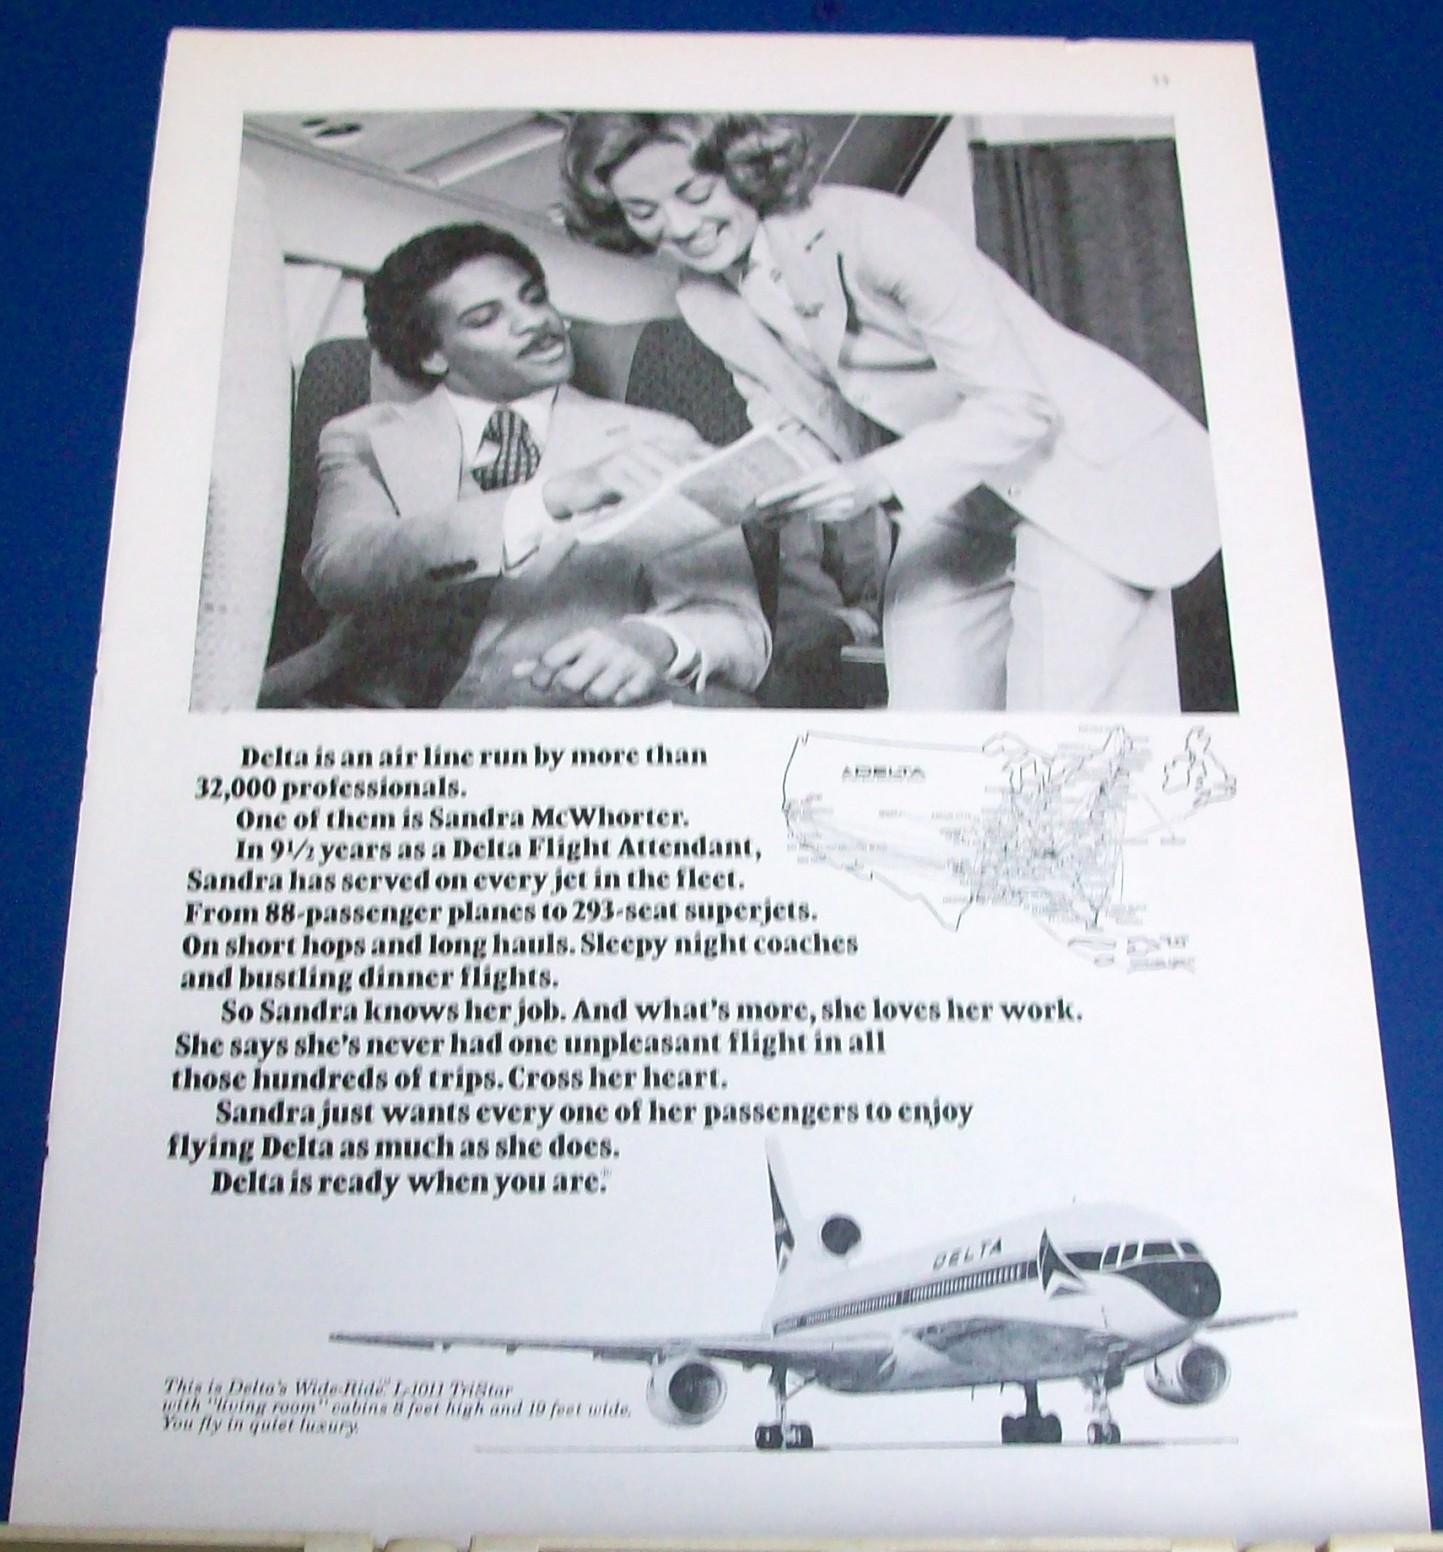 Delta is an air line run by more than
32,000 professionals.
One of them is Sandra McWhorter.
In 9½ years as a Delta Flight Attendant,
Sandra has served on every jet in the fleet.
From 88-passenger planes to 293-seat superjets.
On short hops and long hauls. Sleepy night coaches
and bustling dinner flights.
So Sandra knows her job. And what's more, she loves her work.
She says she's never had one unpleasant flight in all
those hundreds of trips. Cross her heart.
Sandra just wants every one of her passengers to enjoy
flying Delta as much as she does.
Delta is ready when you are.®
DELTA
DELTA
This is Delta's Wide-Ride™ L-1011 TriStar
with "living room" cabins 8 feet high and 19 feet wide.
You fly in quiet luxury.